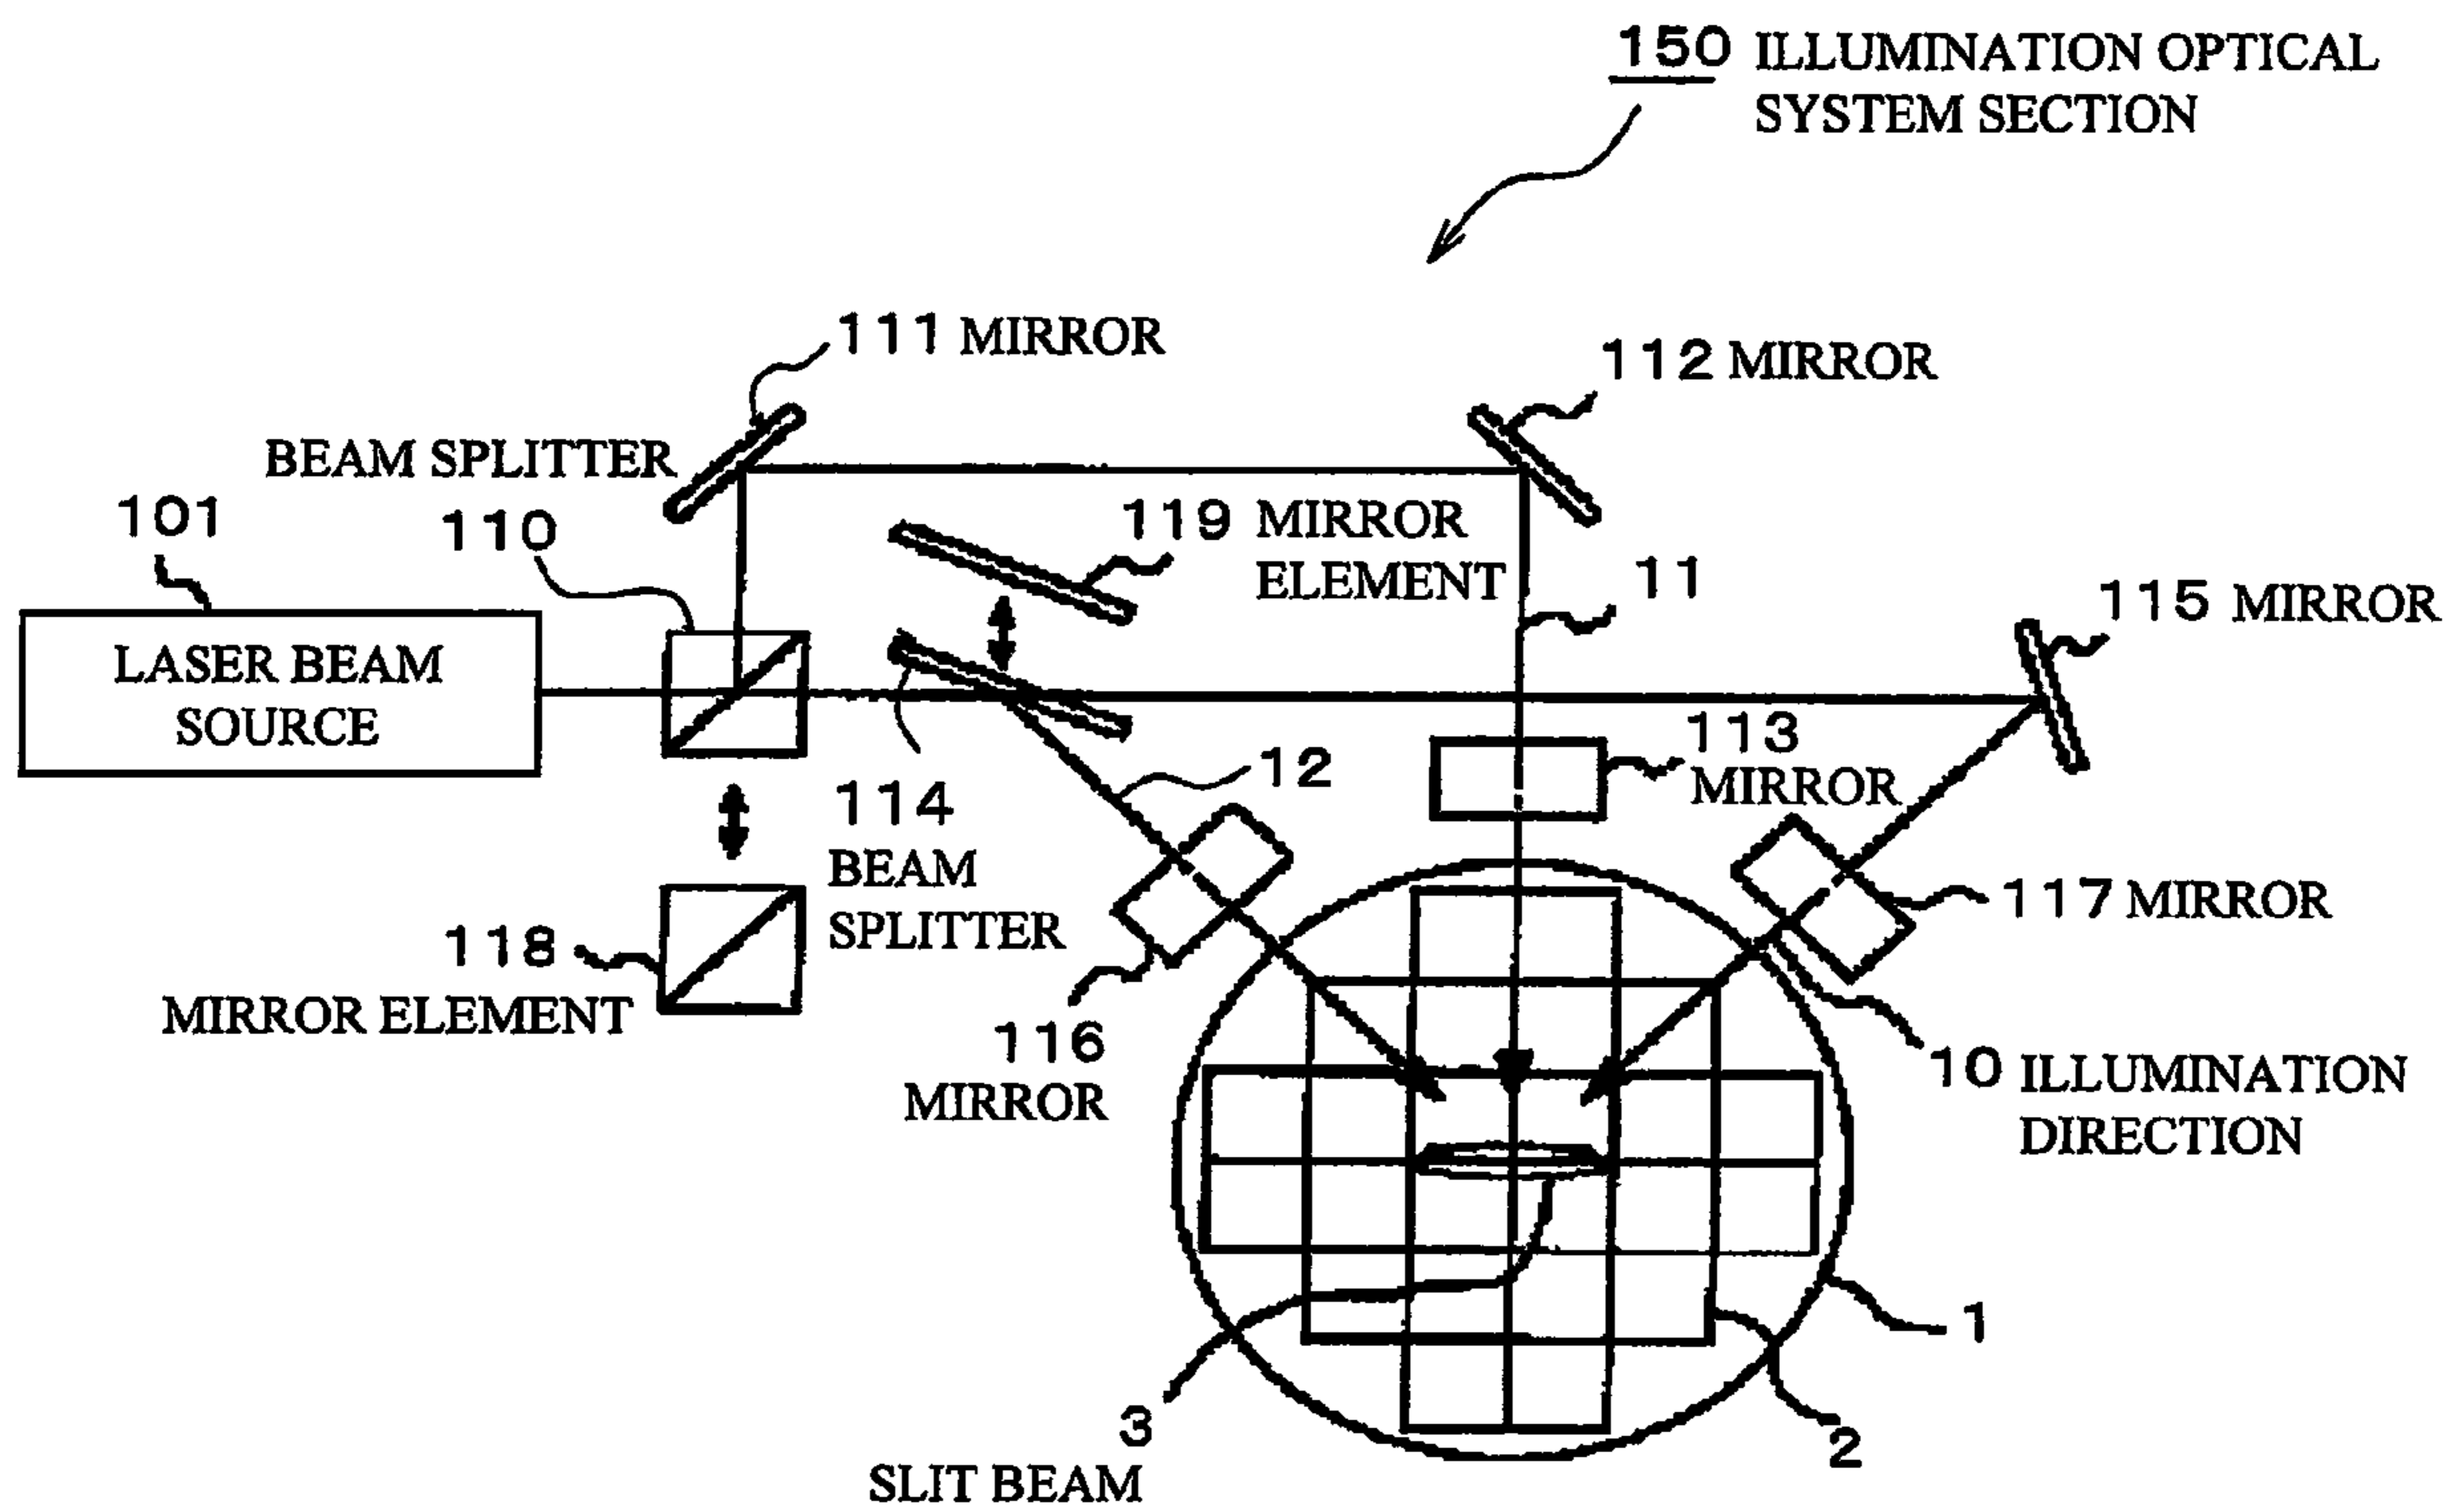 150 ILLUMINATION OPTICAL
SYSTEM SECTION
111 MIRROR
112 MIRROR
BEAM SPLITTER
101
110
119 MIRROR
ELEMENT
11
115 MIRROR
LASER BEAM
SOURCE
113
MIRROR
12
114
BEAM
SPLITTER
117 MIRROR
118
MIRROR ELEMENT
116
MIRROR
10 ILLUMINATION
DIRECTION
1
3
2
SLIT BEAM